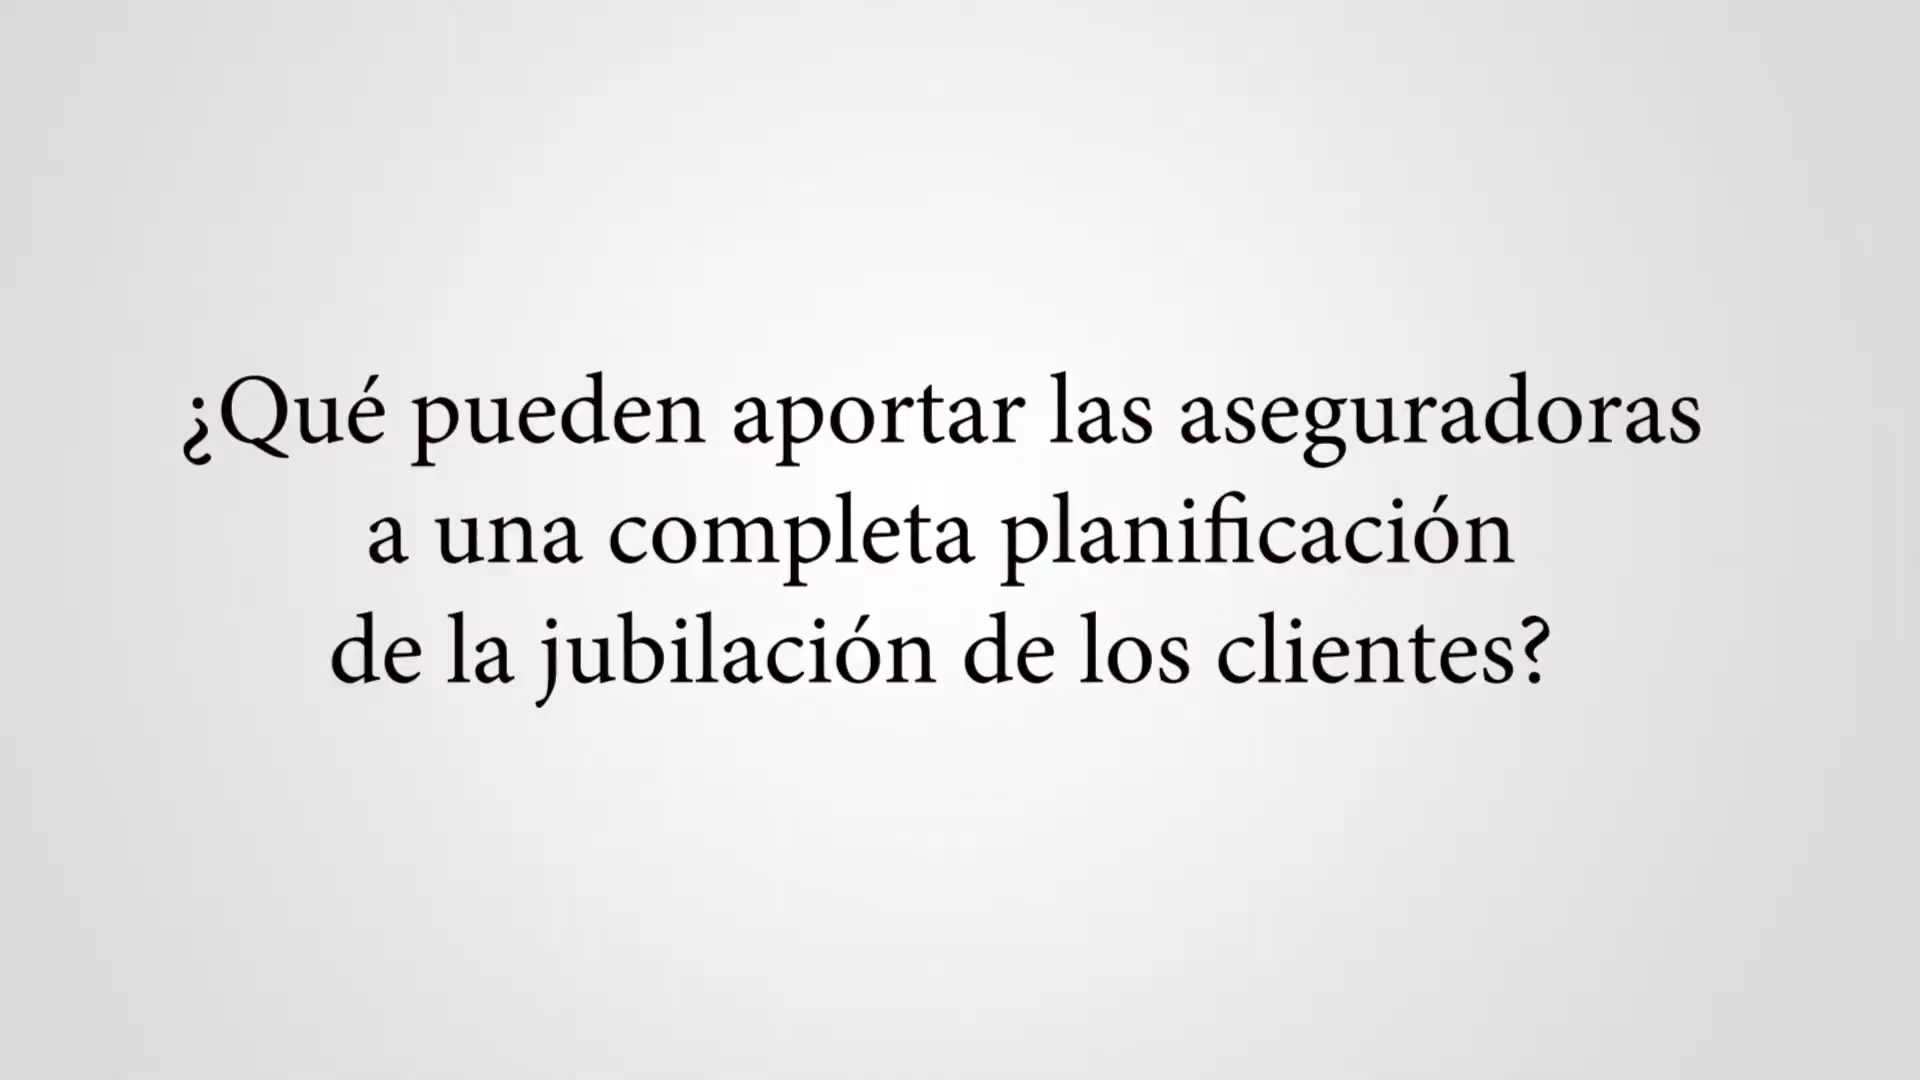 ¿Qué pueden aportar las aseguradoras
a una completa planificación
de la jubilación de los clientes?